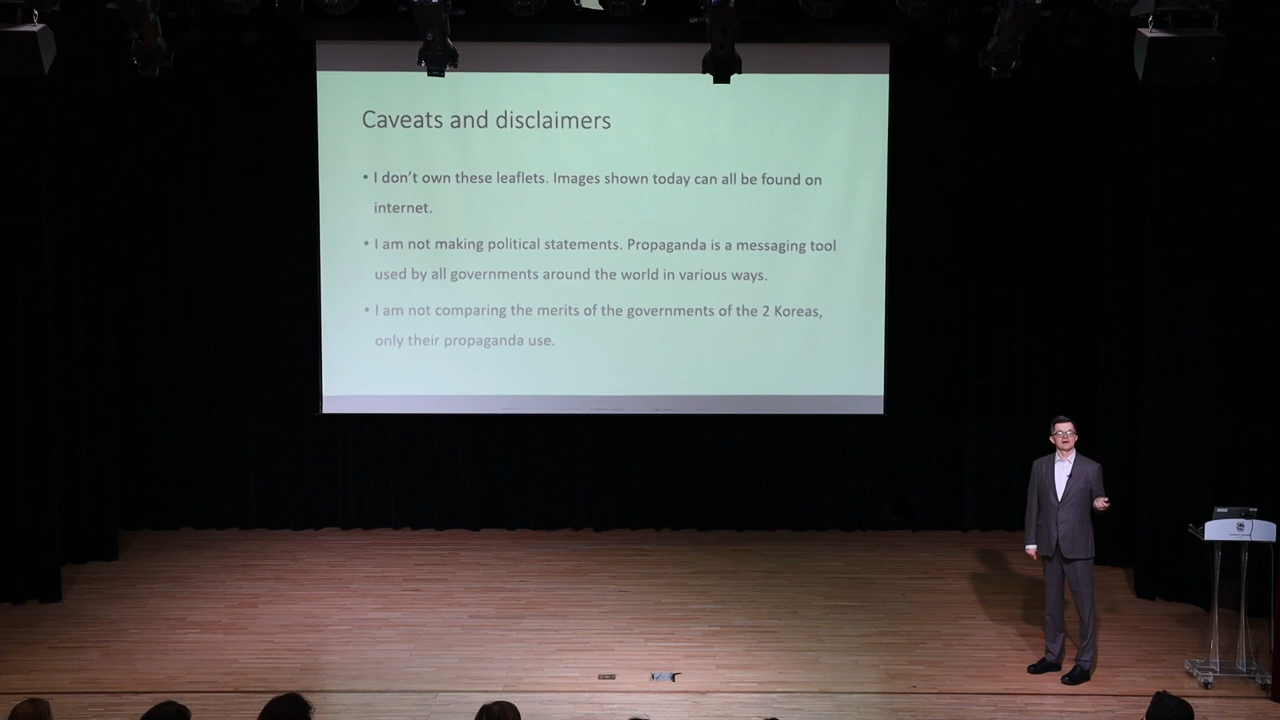 Caveats and disclaimers
• I don't own these leaflets. Images shown today can all be found on
internet.
• I am not making political statements. Propaganda is a messaging tool
used by all governments around the world in various ways.
• I am not comparing the merits of the governments of the 2 Koreas,
only their propaganda use.